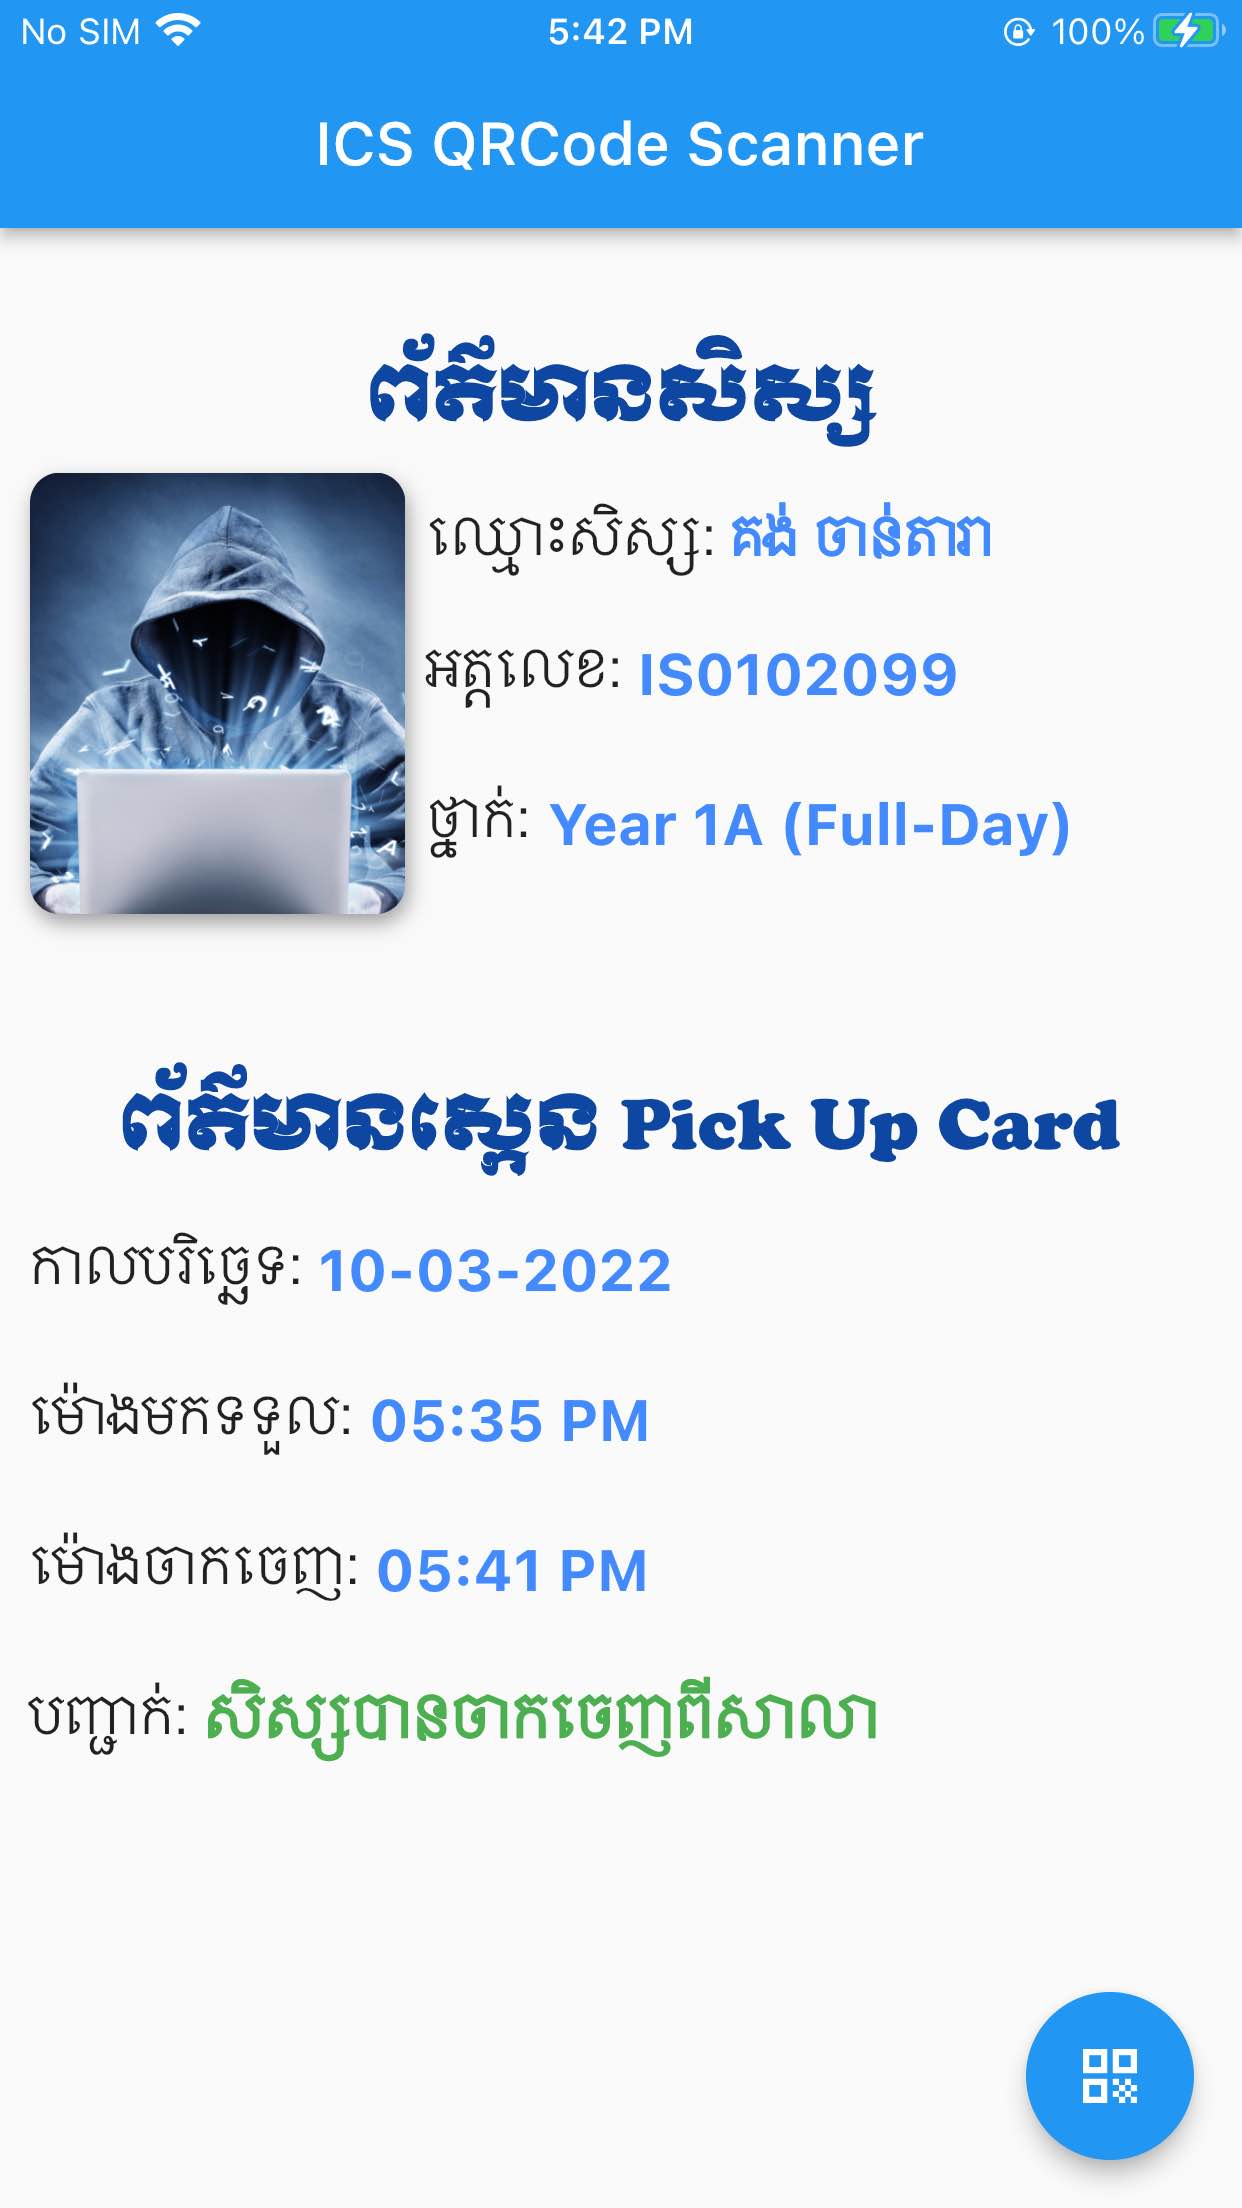 No SIM 5:42 PM 100%
ICS QRCode Scanner
ព័ត៌មានសិស្ស
ឈ្មោះសិស្ស: គង់ ចាន់តារា
អត្តលេខ: IS0102099
ថ្នាក់: Year 1A (Full-Day)
ព័ត៌មានស្កេន Pick Up Card
កាលបរិច្ឆេទ: 10-03-2022
ម៉ោងមកទទួល: 05:35 PM
ម៉ោងចាកចេញ: 05:41 PM
បញ្ជាក់: សិស្សបានចាកចេញពីសាលា